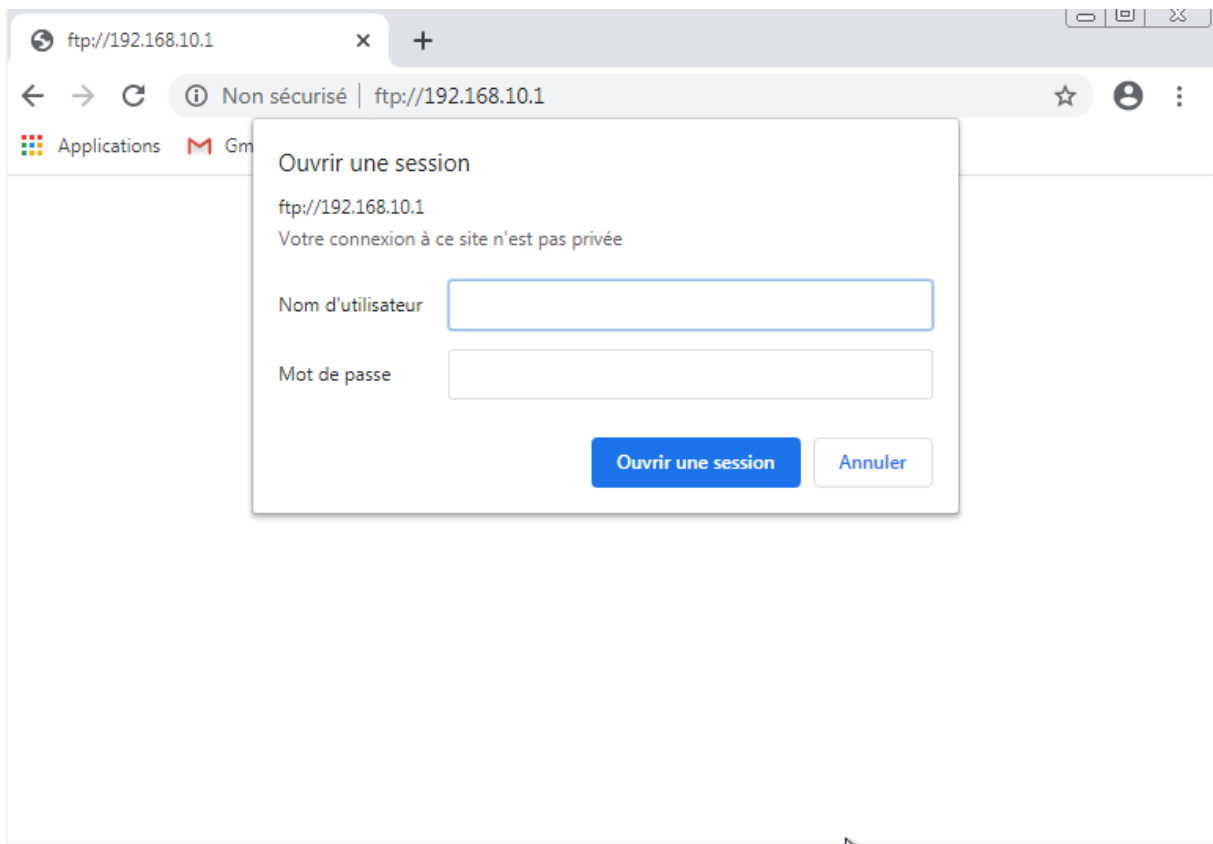 ftp://192.168.10.1
Non sécurisé | ftp://192.168.10.1
Applications
Ouvrir une session
ftp://192.168.10.1
Votre connexion à ce site n'est pas privée
Nom d'utilisateur
Mot de passe
Ouvrir une session Annuler